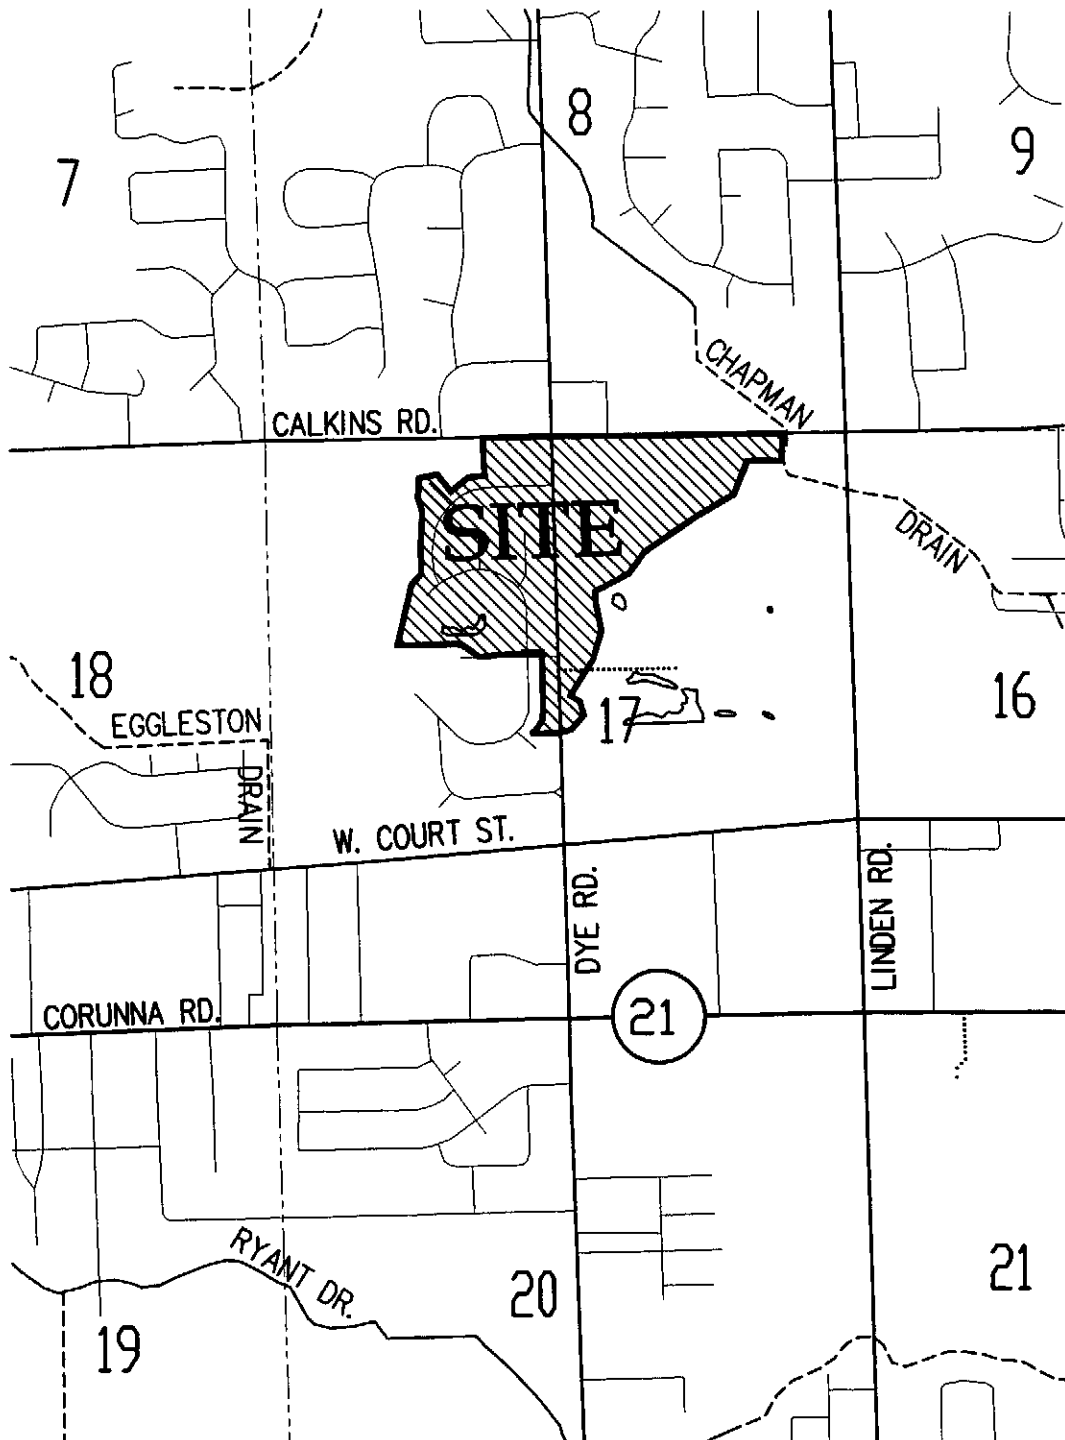 8
7
9
CHAPMAN
CALKINS RD.
SITE
DRAIN
18
16
EGGLESTON
17
DRAIN
W. COURT ST.
DYE RD.
LINDEN RD.
CORUNNA RD.
21
RYANT DR.
20
21
19